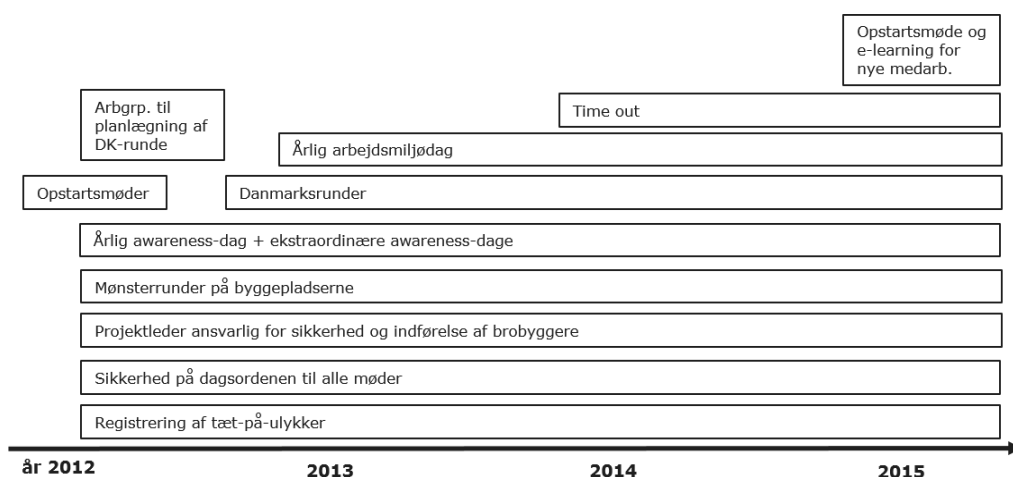 Opstartsmøde og
e-learning for
nye medarb.
Arbgrp. til
planlægning af
DK-runde
Time out
Årlig arbejdsmiljødag
Opstartsmøder
Danmarksrunder
Årlig awareness-dag + ekstraordinære awareness-dage
Mønsterrunder på byggepladserne
Projektleder ansvarlig for sikkerhed og indførelse af brobyggere
Sikkerhed på dagsordenen til alle møder
Registrering af tæt-på-ulykker
år 2012
2013
2014
2015